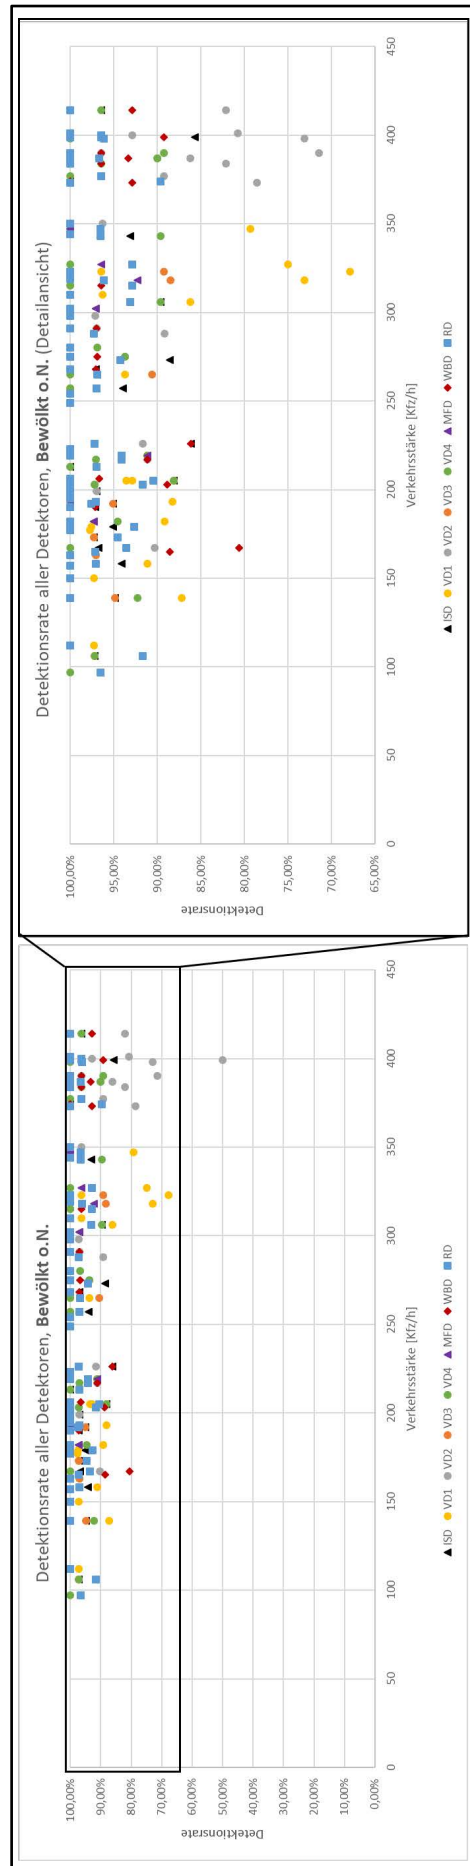 Detektionsrate aller Detektoren, Bewölkt o.N.
Detektionsrate
100,00%
90,00%
80,00%
70,00%
60,00%
50,00%
40,00%
30,00%
20,00%
10,00%
0,00%
0 50 100 150 200 250 300 350 400 450
Verkehrsstärke [Kfz/h]
ISD VD1 VD2 VD3 VD4 MFD WBD RD
Detektionsrate aller Detektoren, Bewölkt o.N. (Detailansicht)
Detektionsrate
100,00%
95,00%
90,00%
85,00%
80,00%
75,00%
70,00%
65,00%
0 50 100 150 200 250 300 350 400 450
Verkehrsstärke [Kfz/h]
ISD VD1 VD2 VD3 VD4 MFD WBD RD